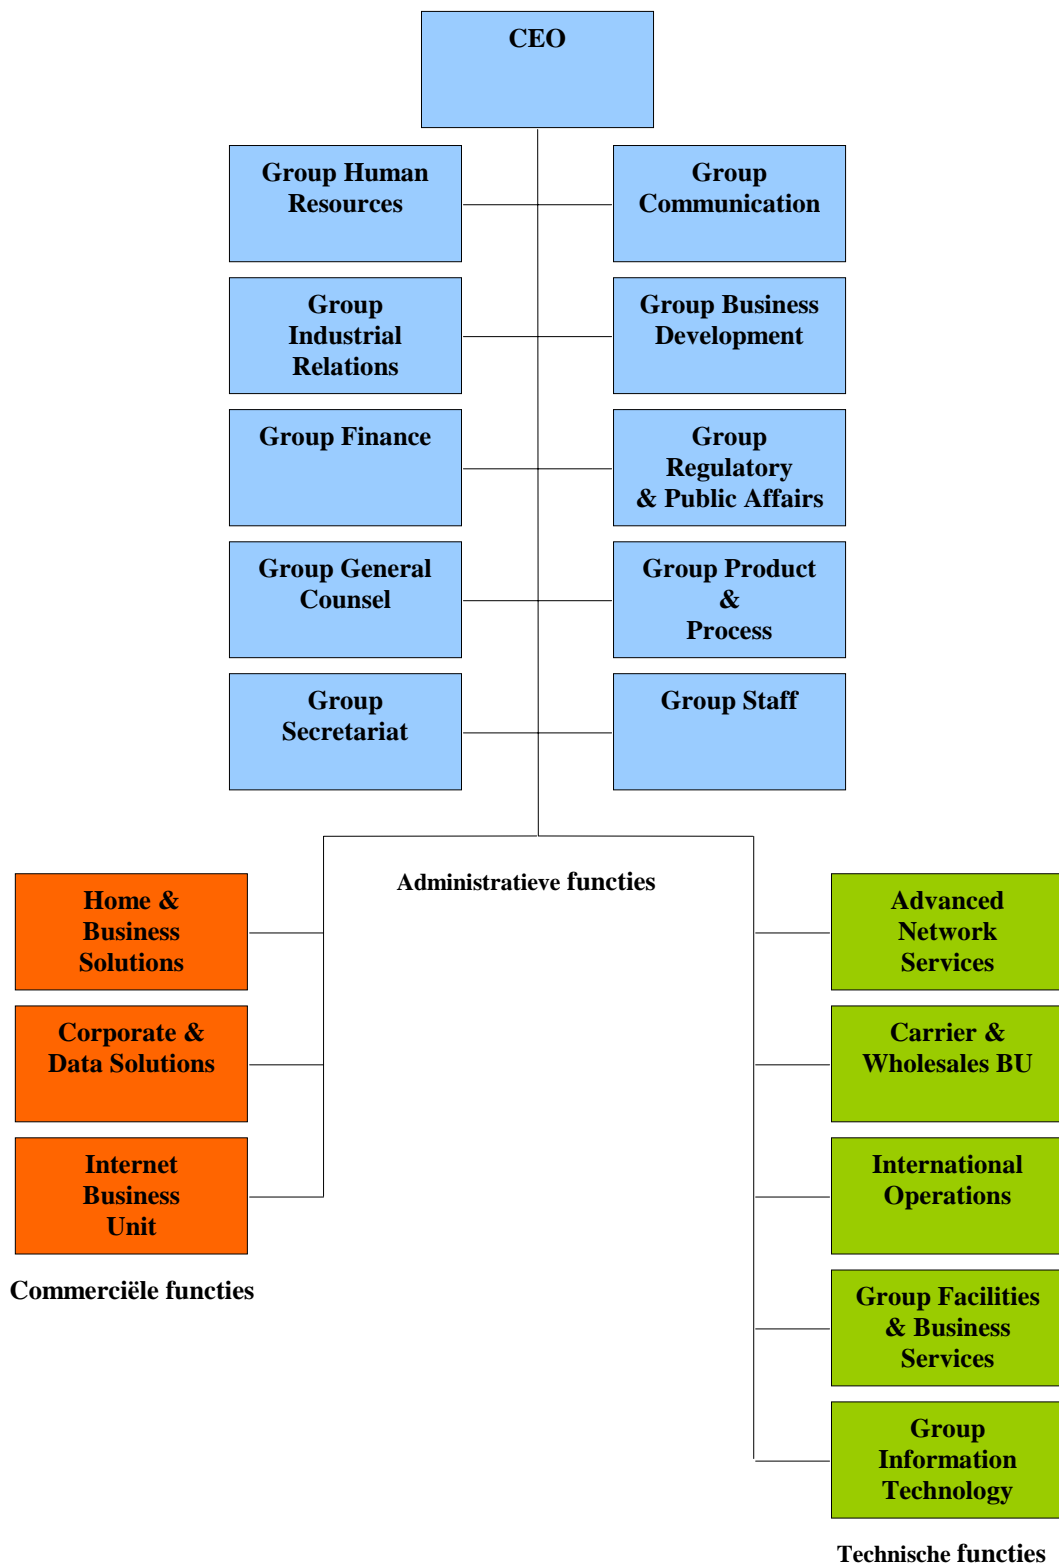 CEO
Group Human
Resources
Group
Communication
Group
Industrial
Relations
Group Business
Development
Group Finance
Group
Regulatory
& Public Affairs
Group General
Counsel
Group Product
&
Process
Group
Secretariat
Group Staff
Administratieve functies
Home &
Business
Solutions
Corporate &
Data Solutions
Internet
Business
Unit
Commerciële functies
Advanced
Network
Services
Carrier &
Wholesales BU
International
Operations
Group Facilities
& Business
Services
Group
Information
Technology
Technische functies